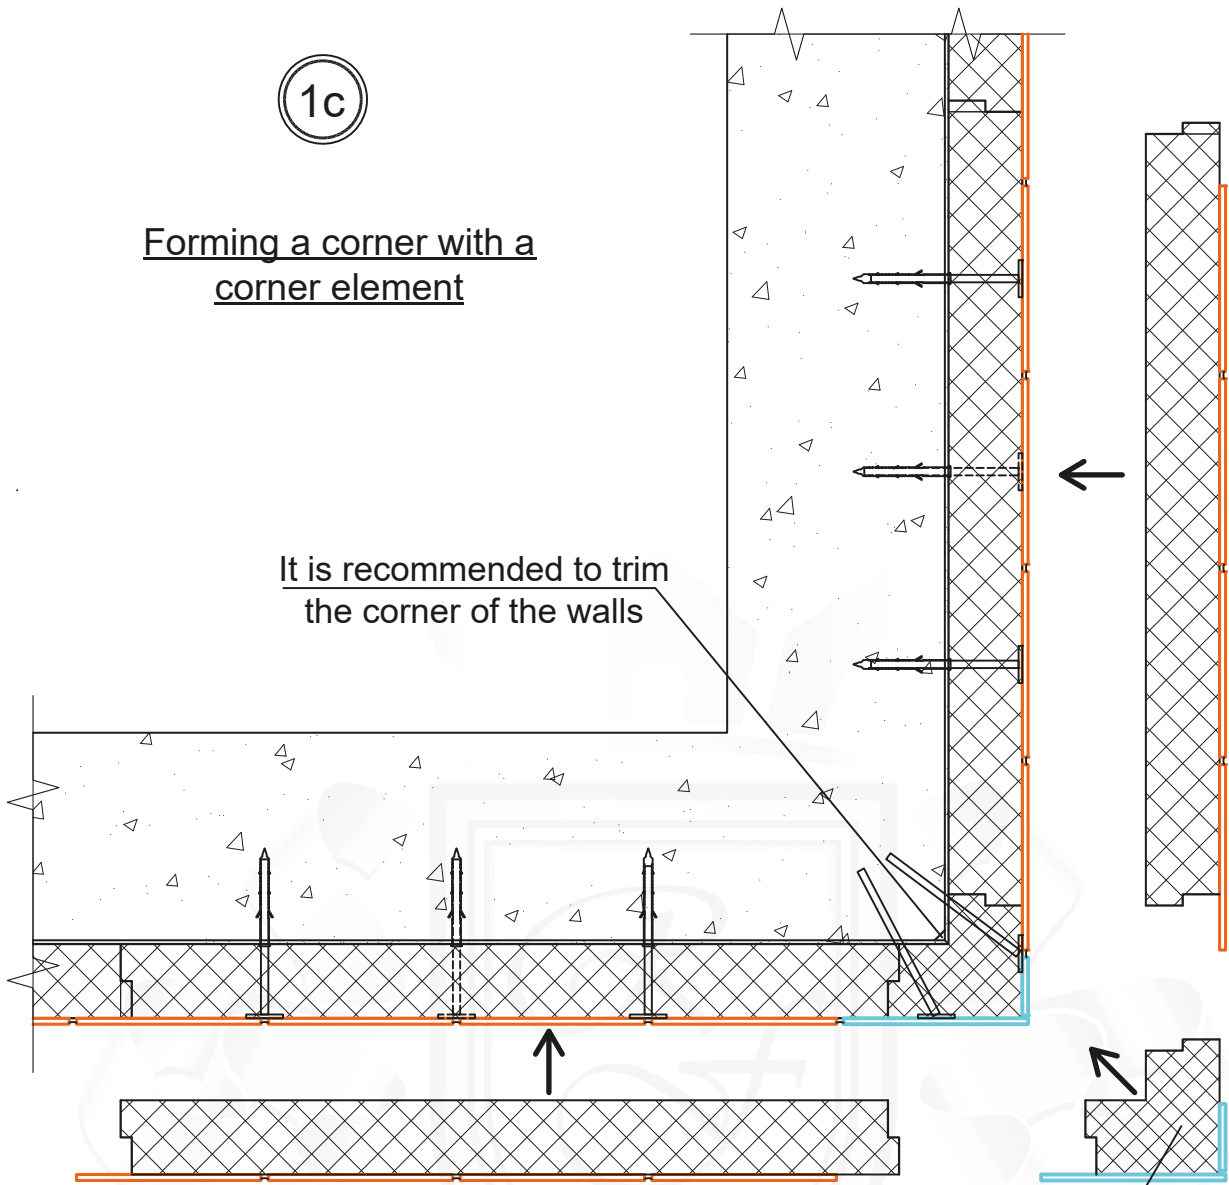 1c
Forming a corner with a
corner element
It is recommended to trim
the corner of the walls